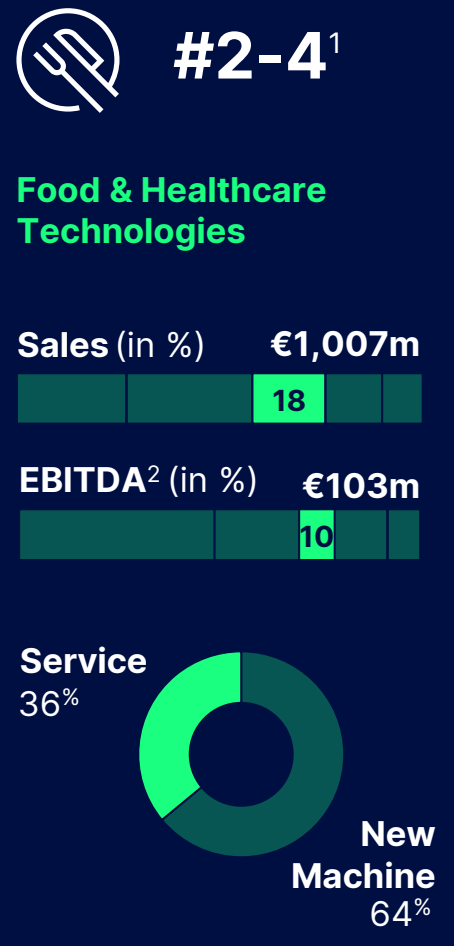 #2-4¹
Food & Healthcare
Technologies
Sales (in %) €1,007m
18
EBITDA² (in %) €103m
10
Service
36%
New
Machine
64%